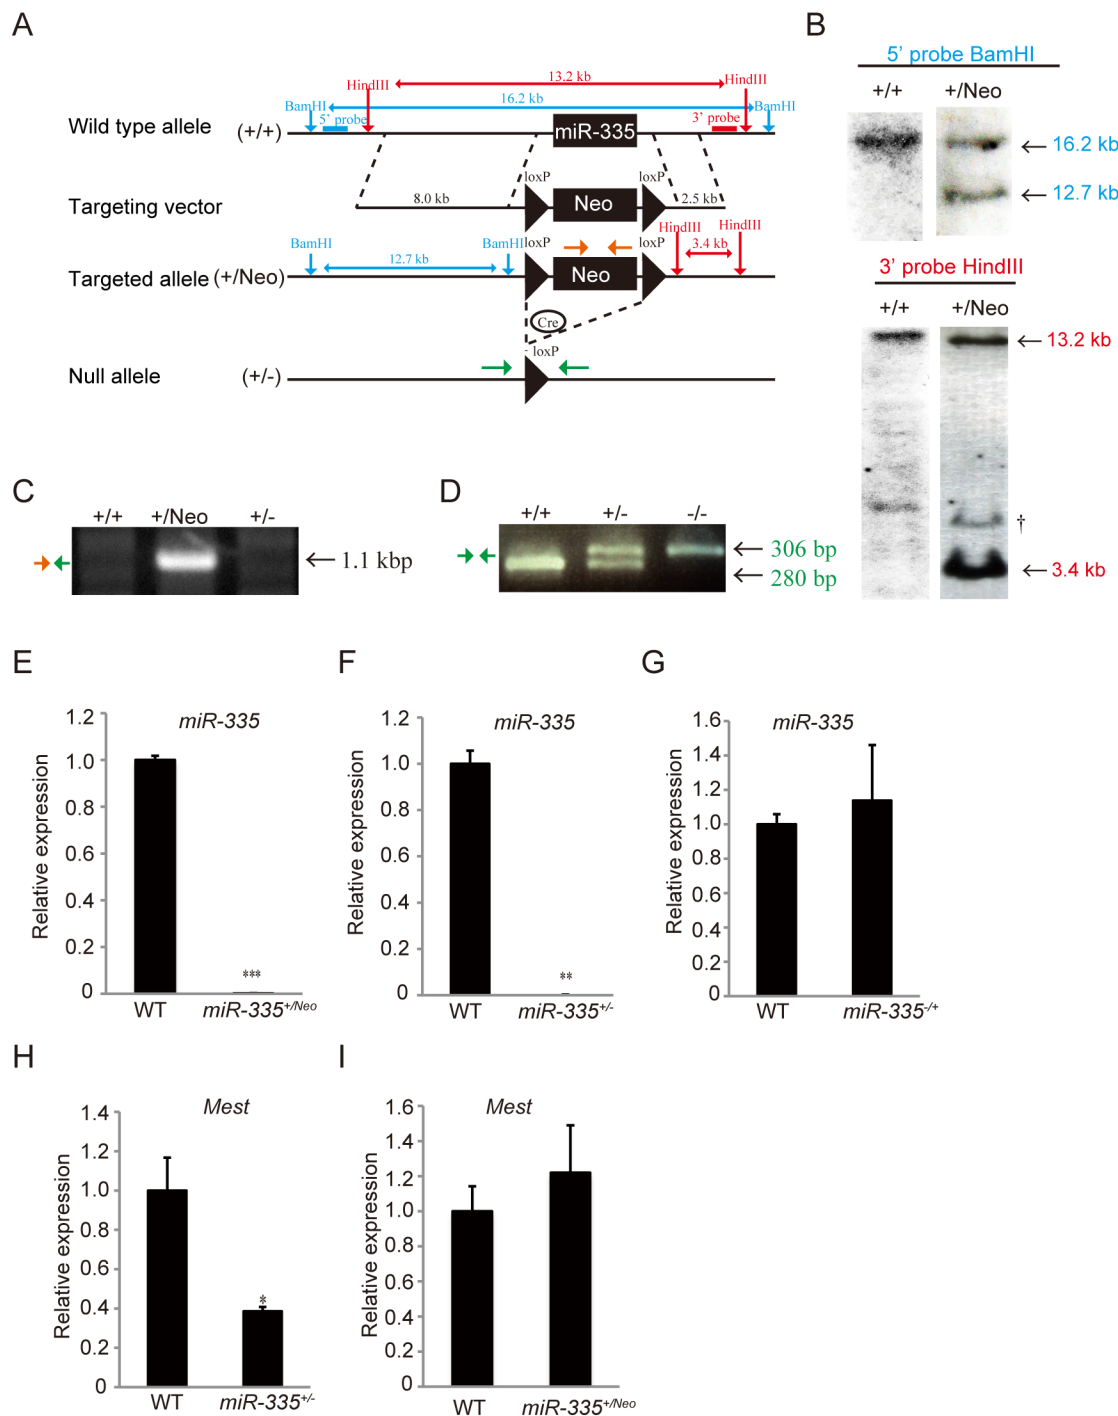 A
13.2 kb
HindIII
HindIII
BamHI
16.2 kb
BamHI
5' probe
3' probe
Wild type allele (+/+)
miR-335
loxP
loxP
8.0 kb
Neo
2.5 kb
Targeting vector
HindIII
HindIII
BamHI
BamHI
loxP
loxP
12.7 kb
3.4 kb
Targeted allele (+/Neo)
Neo
Cre
loxP
Null allele (+/-)
B
5' probe BamHI
+/+ +/Neo
← 16.2 kb
← 12.7 kb
3' probe HindIII
+/+ +/Neo
← 13.2 kb
†
← 3.4 kb
C
+/+ +/Neo +/-
← 1.1 kbp
D
+/+ +/- -/-
← 306 bp
← 280 bp
E
miR-335
Relative expression
1.2
1.0
0.8
0.6
0.4
0.2
0
***
WT miR-335+/Neo
F
miR-335
Relative expression
1.2
1.0
0.8
0.6
0.4
0.2
0
**
WT miR-335+/-
G
miR-335
Relative expression
1.6
1.4
1.2
1.0
0.8
0.6
0.4
0.2
0
WT miR-335-/+
H
Mest
Relative expression
1.4
1.2
1.0
0.8
0.6
0.4
0.2
0
*
WT miR-335+/-
I
Mest
Relative expression
1.6
1.4
1.2
1.0
0.8
0.6
0.4
0.2
0
WT miR-335+/Neo